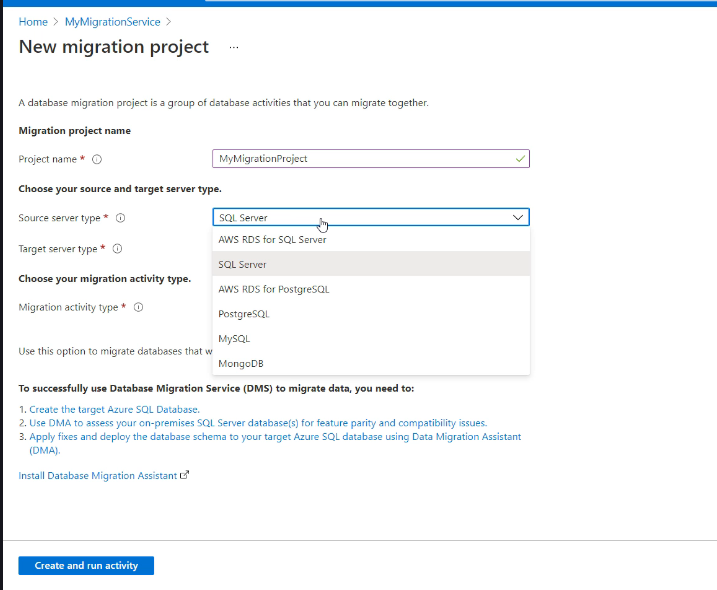 Home > MyMigrationService >
New migration project ...
A database migration project is a group of database activities that you can migrate together.
Migration project name
Project name *
MyMigrationProject
Choose your source and target server type.
Source server type *
SQL Server
AWS RDS for SQL Server
Target server type *
SQL Server
Choose your migration activity type.
AWS RDS for PostgreSQL
Migration activity type *
PostgreSQL
MySQL
Use this option to migrate databases that w
MongoDB
To successfully use Database Migration Service (DMS) to migrate data, you need to:
1. Create the target Azure SQL Database.
2. Use DMA to assess your on-premises SQL Server database(s) for feature parity and compatibility issues.
3. Apply fixes and deploy the database schema to your target Azure SQL database using Data Migration Assistant
(DMA).
Install Database Migration Assistant
Create and run activity